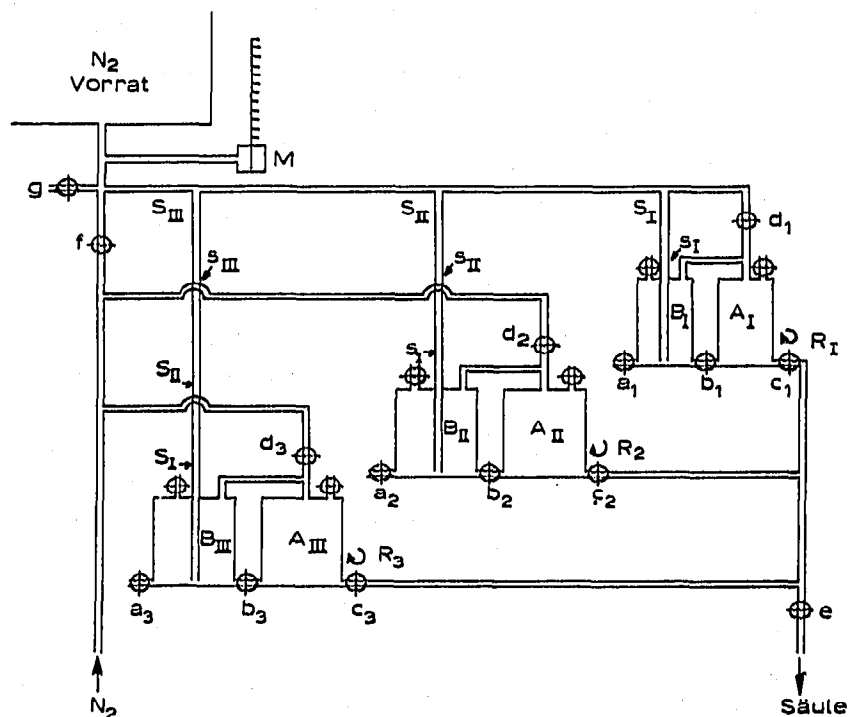 N₂
Vorrat
M
g
S_III
S_II
S_I
d₁
f
s_III
s_II
s_I
B_I
A_I
d₂
s_I
R_I
S_II
a₁
b₁
c₁
d₃
B_II
A_II
R₂
S_I
a₂
b₂
c₂
B_III
A_III
R₃
a₃
b₃
c₃
e
N₂
Säule